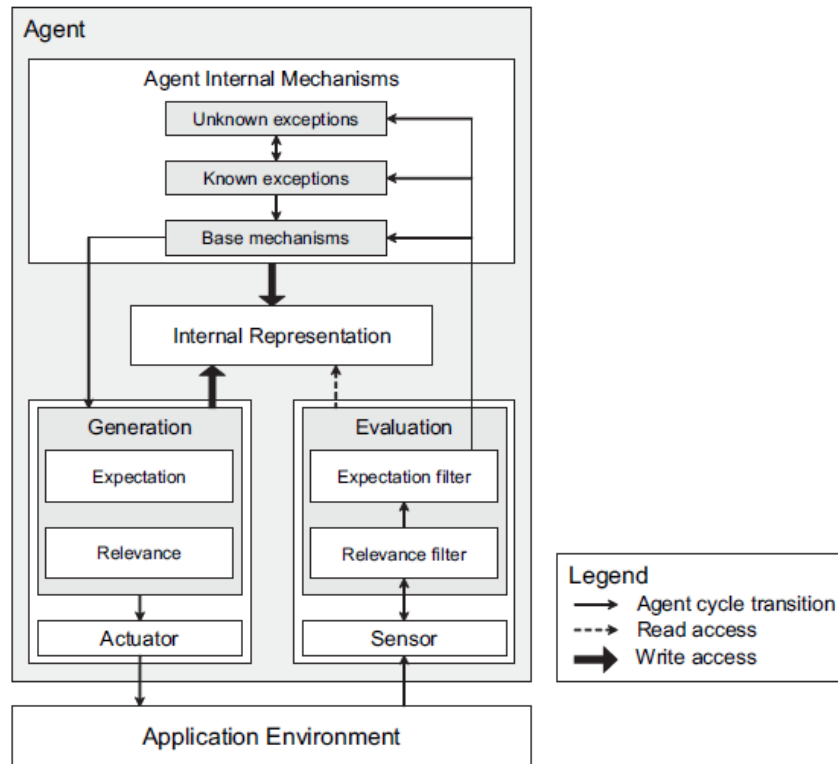 Agent
Agent Internal Mechanisms
Unknown exceptions
Known exceptions
Base mechanisms
Internal Representation
Generation
Expectation
Relevance
Actuator
Evaluation
Expectation filter
Relevance filter
Sensor
Application Environment
Legend
Agent cycle transition
Read access
Write access